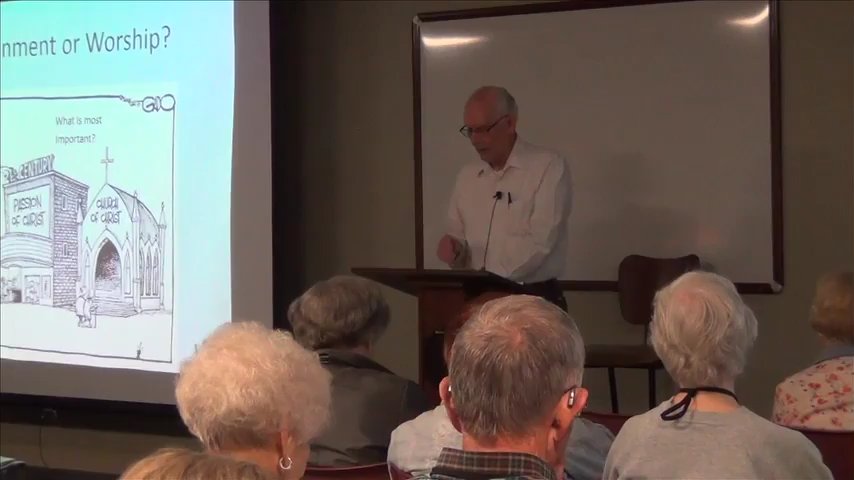 nment or Worship?
What is most
important?
CENTURY
PASSION
OF CHRIST
CHURCH
OF CHRIST